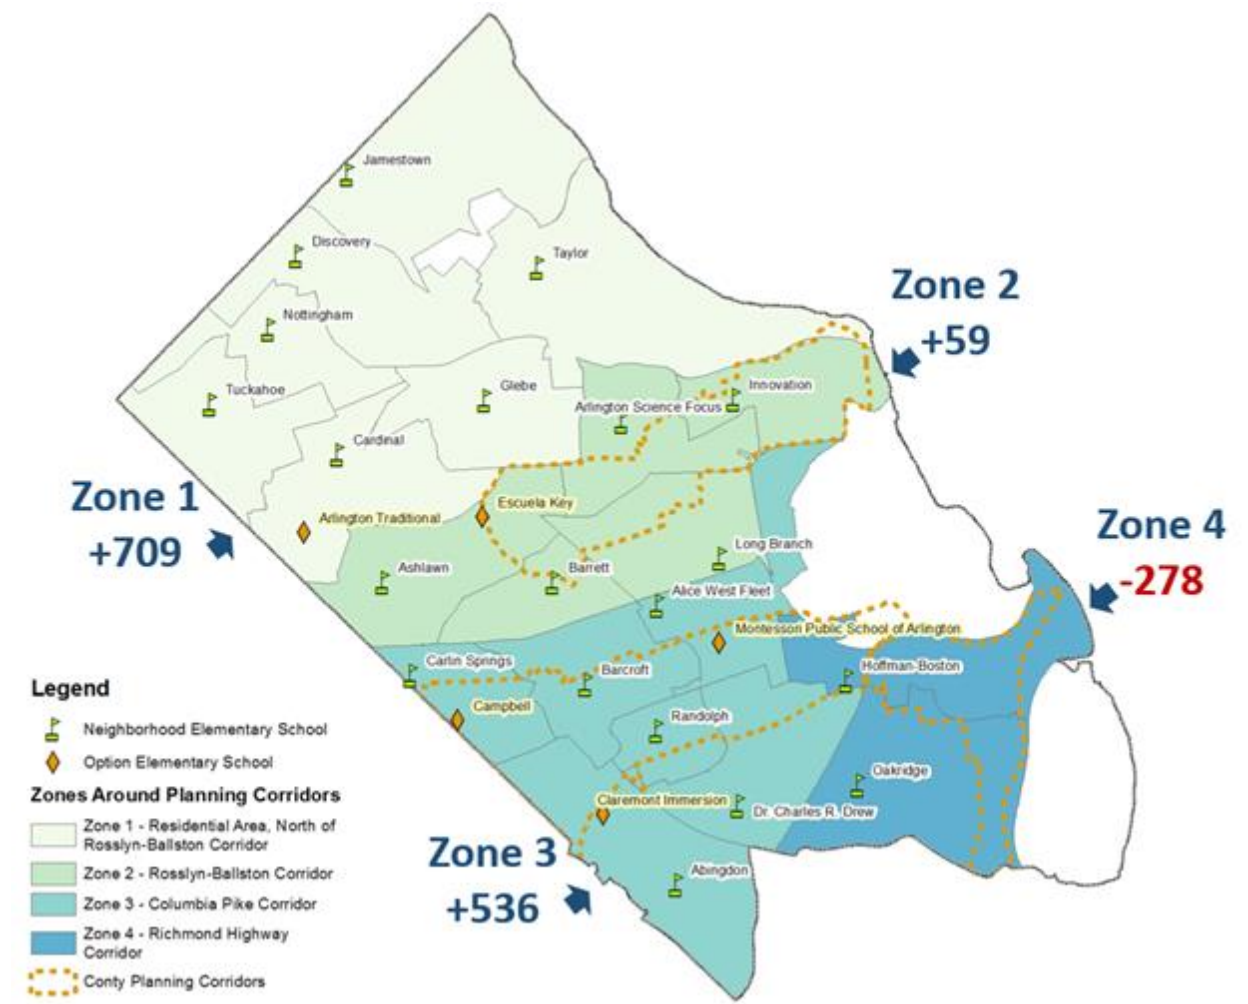 Jamestown
Discovery
Taylor
Zone 2
+59
Nottingham
Tuckahoe
Glebe
Innovation
Arlington Science Focus
Cardinal
Zone 1
+709
Escuela Key
Arlington Traditional
Zone 4
-278
Long Branch
Ashlawn
Barrett
Alice West Fleet
Montessori Public School of Arlington
Carlin Springs
Barcroft
Hoffman-Boston
Legend
Campbell
Randolph
Neighborhood Elementary School
Option Elementary School
Oakridge
Zones Around Planning Corridors
Claremont Immersion
Dr. Charles R. Drew
Zone 1 - Residential Area, North of
Rosslyn-Ballston Corridor
Zone 3
+536
Abingdon
Zone 2 - Rosslyn-Ballston Corridor
Zone 3 - Columbia Pike Corridor
Zone 4 - Richmond Highway
Corridor
Conty Planning Corridors